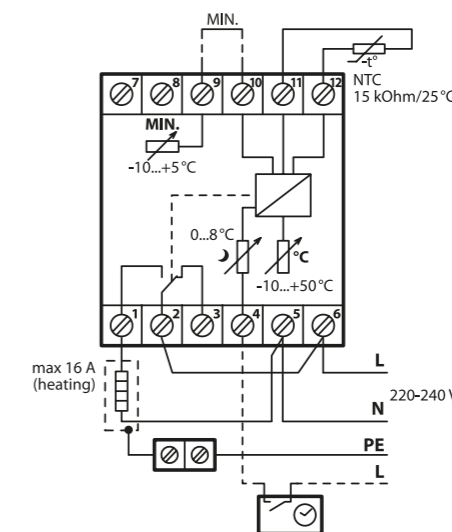 MIN.
-t°
NTC
15 kOhm/25°C
7 8 9 10 11 12
MIN.
-10...+5°C
0...8°C
°C
-10...+50°C
1 2 3 4 5 6
max 16 A
(heating)
L
220-240 V
N
PE
L